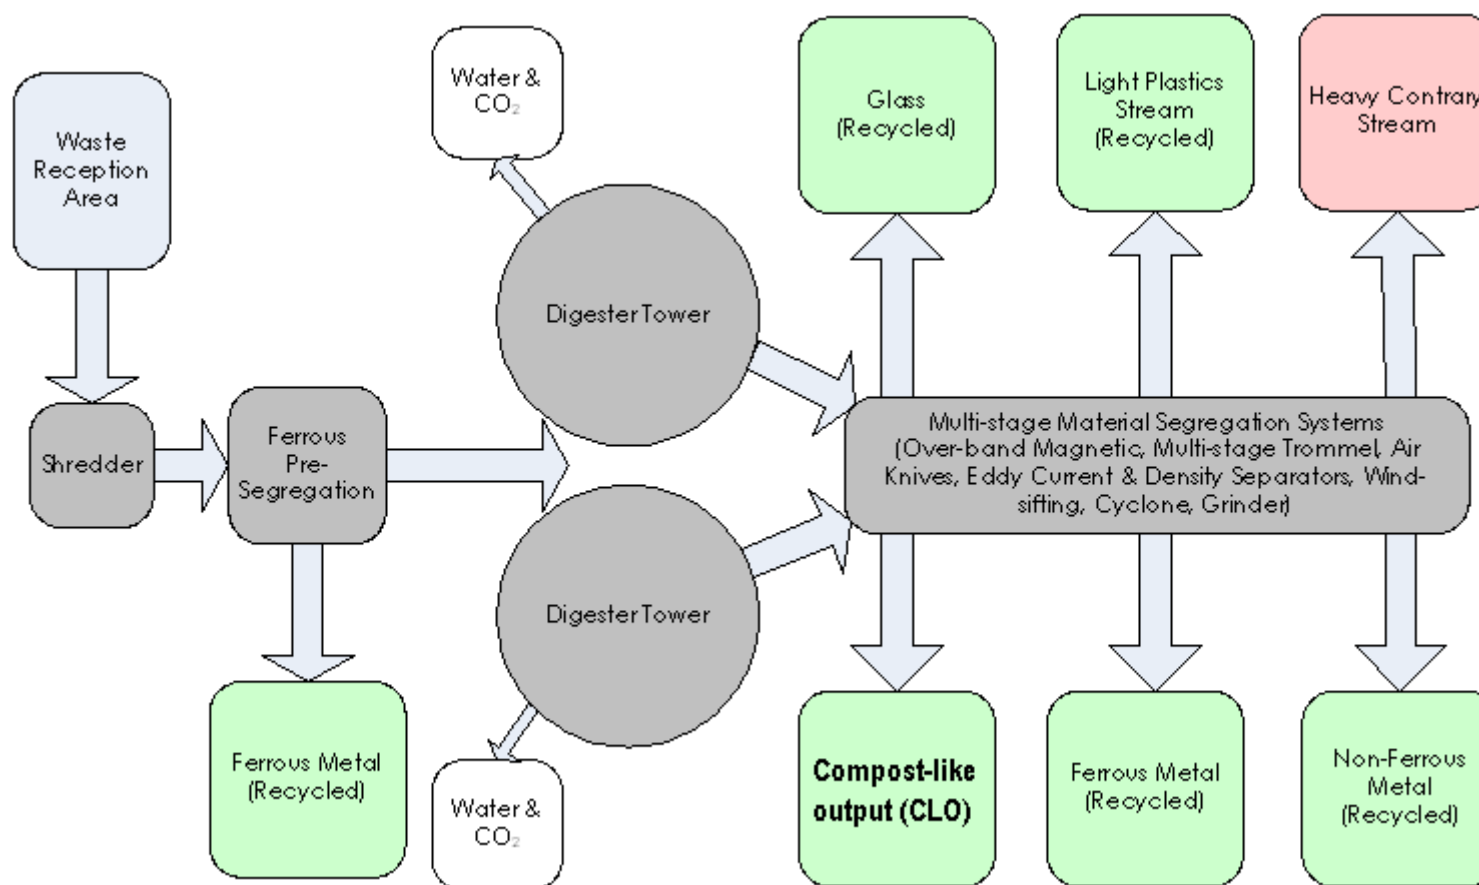 Waste
Reception
Area
Shredder
Ferrous
Pre-
Segregation
Ferrous Metal
(Recycled)
Water &
CO₂
Digester Tower
Digester Tower
Water &
CO₂
Glass
(Recycled)
Light Plastics
Stream
(Recycled)
Heavy Contrary
Stream
Multi-stage Material Segregation Systems
(Over-band Magnetic, Multi-stage Trommel, Air
Knives, Eddy Current & Density Separators, Wind-
sifting, Cyclone, Grinder)
Compost-like
output (CLO)
Ferrous Metal
(Recycled)
Non-Ferrous
Metal
(Recycled)